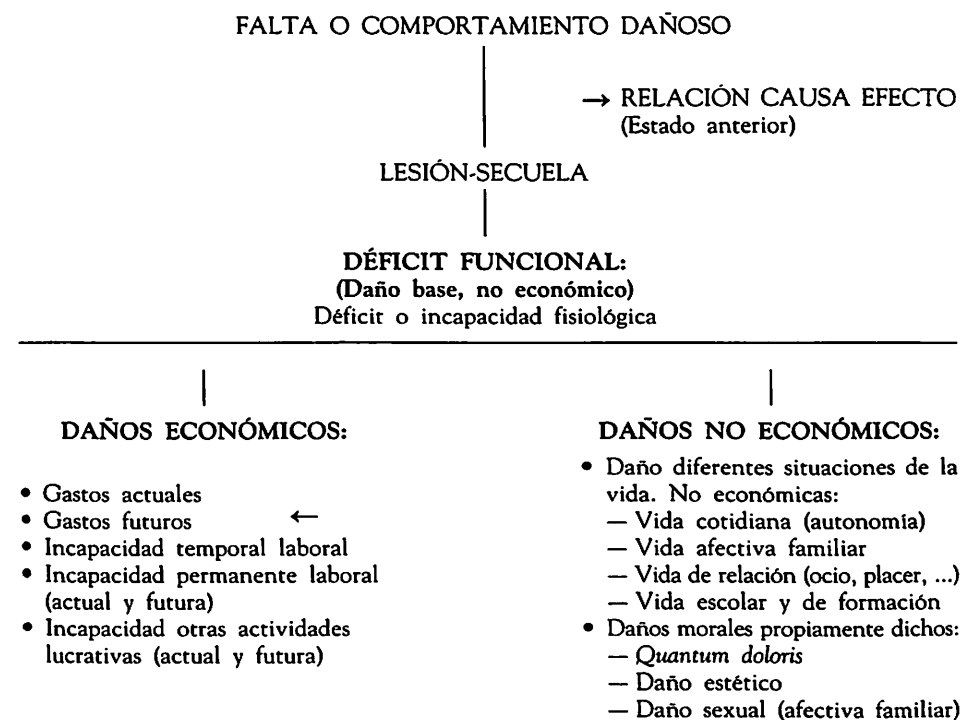 FALTA O COMPORTAMIENTO DAÑOSO
→ RELACIÓN CAUSA EFECTO
(Estado anterior)
LESIÓN-SECUELA
DÉFICIT FUNCIONAL:
(Daño base, no económico)
Déficit o incapacidad fisiológica
DAÑOS ECONÓMICOS:
• Gastos actuales
• Gastos futuros ←
• Incapacidad temporal laboral
• Incapacidad permanente laboral
(actual y futura)
• Incapacidad otras actividades
lucrativas (actual y futura)
DAÑOS NO ECONÓMICOS:
• Daño diferentes situaciones de la
vida. No económicas:
— Vida cotidiana (autonomía)
— Vida afectiva familiar
— Vida de relación (ocio, placer, ...)
— Vida escolar y de formación
• Daños morales propiamente dichos:
— Quantum doloris
— Daño estético
— Daño sexual (afectiva familiar)